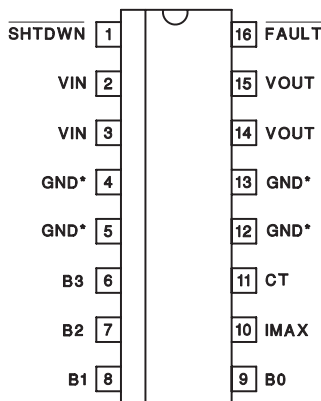 SHTDWN 1 16 FAULT
VIN 2 15 VOUT
VIN 3 14 VOUT
GND* 4 13 GND*
GND* 5 12 GND*
B3 6 11 CT
B2 7 10 IMAX
B1 8 9 B0